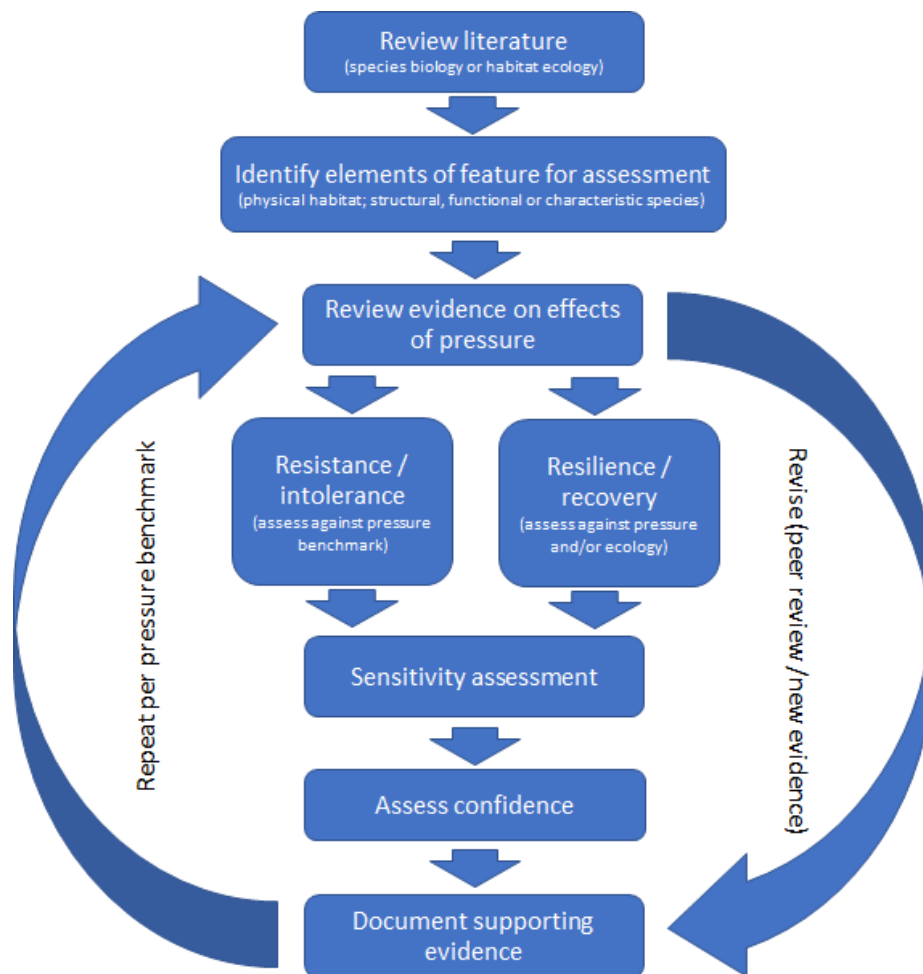 Review literature
(species biology or habitat ecology)
Identify elements of feature for assessment
(physical habitat; structural, functional or characteristic species)
Review evidence on effects
of pressure
Resistance /
intolerance
(assess against pressure
benchmark)
Resilience /
recovery
(assess against pressure
and/or ecology)
Sensitivity assessment
Assess confidence
Document supporting
evidence
Repeat per pressure benchmark
Revise (peer review /new evidence)